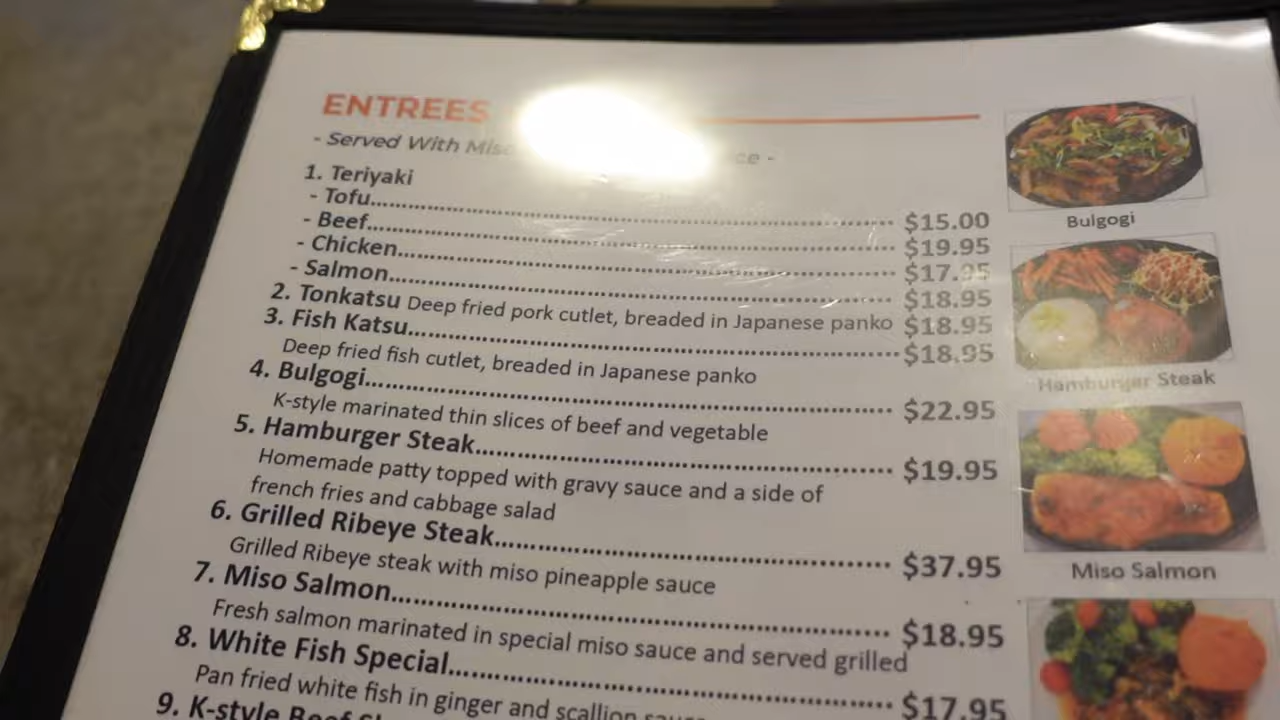 ENTREES
- Served With Miso
- 
1. Teriyaki
- Tofu................ $15.00
- Beef................ $19.95
- Chicken................ $17.95
- Salmon................ $18.95
2. Tonkatsu Deep fried pork cutlet, breaded in Japanese panko $18.95
3. Fish Katsu................ $18.95
Deep fried fish cutlet, breaded in Japanese panko
4. Bulgogi................ $22.95
K-style marinated thin slices of beef and vegetable
5. Hamburger Steak................ $19.95
Homemade patty topped with gravy sauce and a side of
french fries and cabbage salad
6. Grilled Ribeye Steak................ $37.95
Grilled Ribeye steak with miso pineapple sauce
7. Miso Salmon................ $18.95
Fresh salmon marinated in special miso sauce and served grilled
8. White Fish Special................ $17.95
Pan fried white fish in ginger and scallion
9. K-style Beef
Bulgogi
Hamburger Steak
Miso Salmon